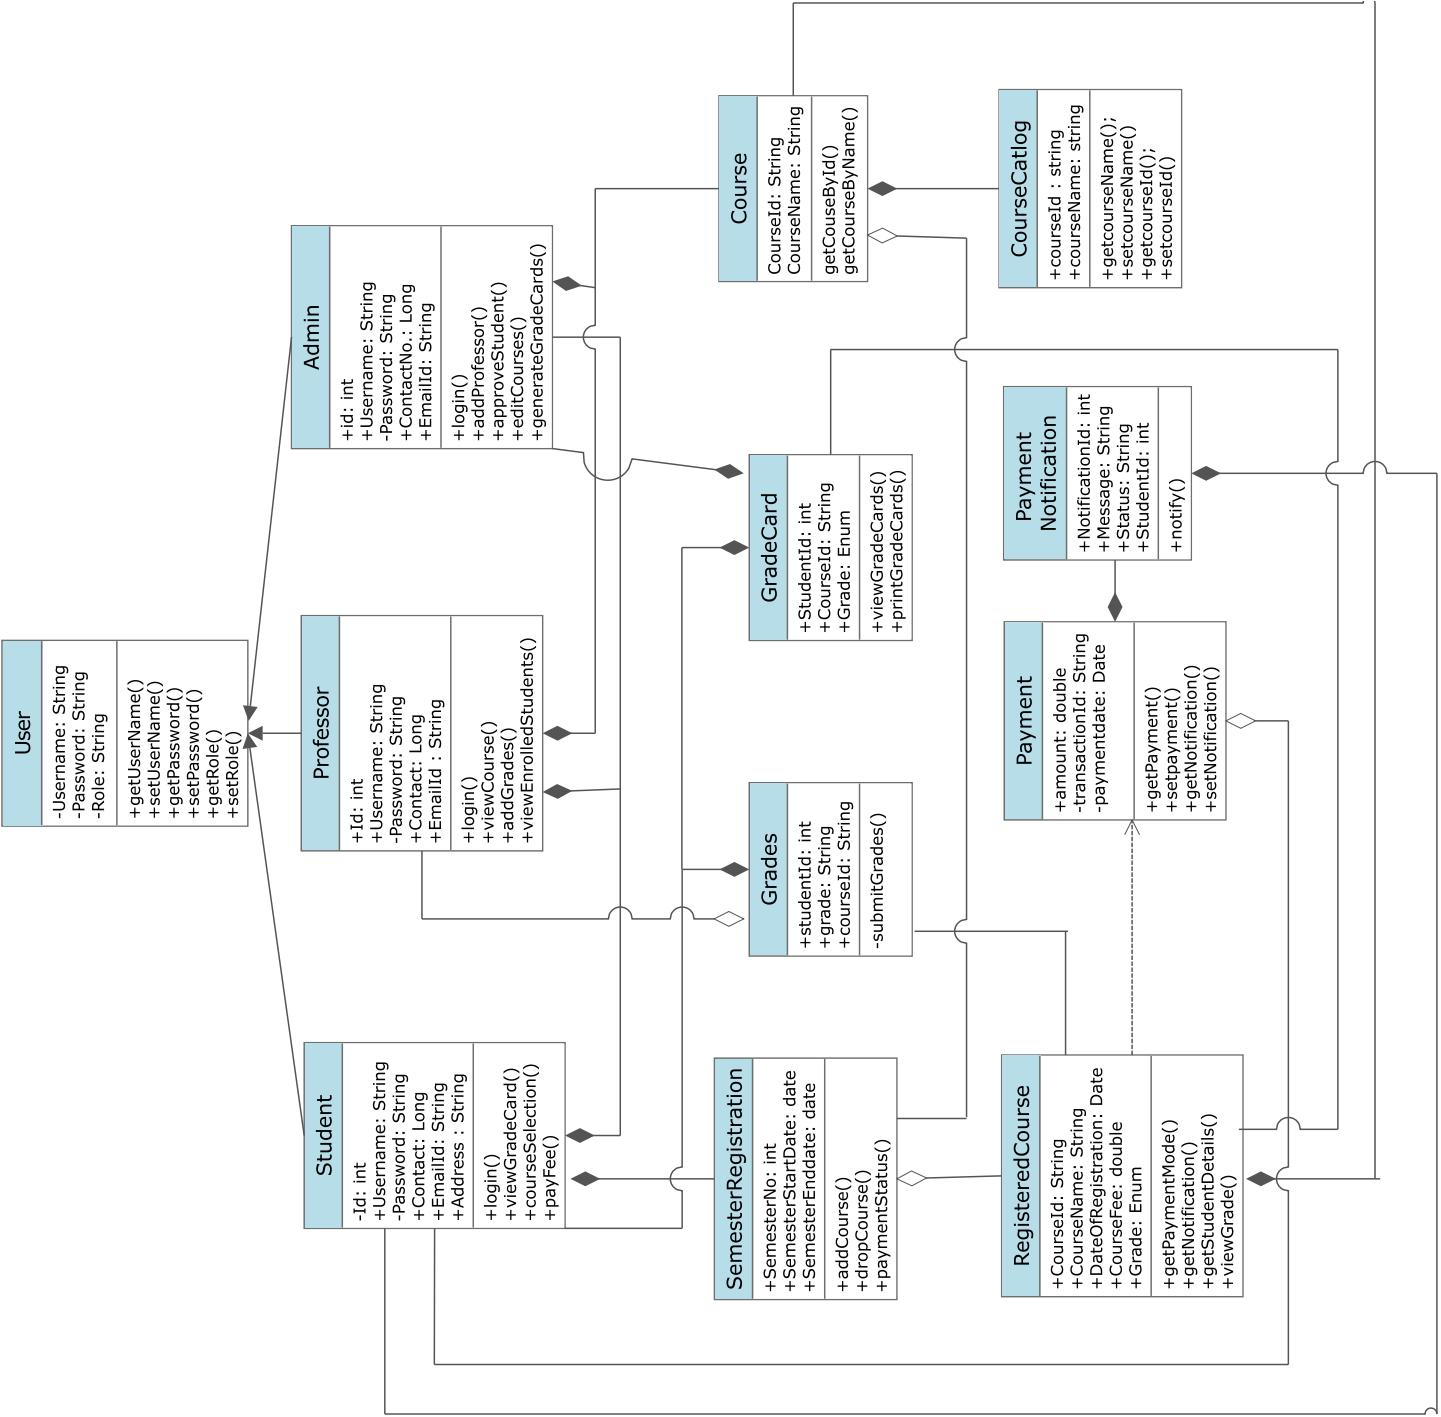 User
-Username: String
-Password: String
-Role: String
+getUserName()
+setUserName()
+getPassword()
+setPassword()
+getRole()
+setRole()
Student
-Id: int
+Username: String
-Password: String
+Contact: Long
+EmailId: String
+Address : String
+login()
+viewGradeCard()
+courseSelection()
+payFee()
Professor
+Id: int
+Username: String
-Password: String
+Contact: Long
+EmailId : String
+login()
+viewCourse()
+addGrades()
+viewEnrolledStudents()
Admin
+id: int
+Username: String
-Password: String
+ContactNo.: Long
+EmailId: String
+login()
+addProfessor()
+approveStudent()
+editCourses()
+generateGradeCards()
SemesterRegistration
+SemesterNo: int
+SemesterStartDate: date
+SemesterEnddate: date
+addCourse()
+dropCourse()
+paymentStatus()
Grades
+studentId: int
+grade: String
+courseId: String
-submitGrades()
GradeCard
+StudentId: int
+CourseId: String
+Grade: Enum
+viewGradeCards()
+printGradeCards()
Course
CourseId: String
CourseName: String
getCouseById()
getCourseByName()
RegisteredCourse
+CourseId: String
+CourseName: String
+DateOfRegistration: Date
+CourseFee: double
+Grade: Enum
+getPaymentMode()
+getNotification()
+getStudentDetails()
+viewGrade()
Payment
+amount: double
-transactionId: String
-paymentdate: Date
+getPayment()
+setpayment()
+getNotification()
+setNotification()
Payment
Notification
+NotificationId: int
+Message: String
+Status: String
+StudentId: int
+notify()
CourseCatlog
+courseId : string
+courseName: string
+getcourseName();
+setcourseName()
+getcourseId();
+setcourseId()